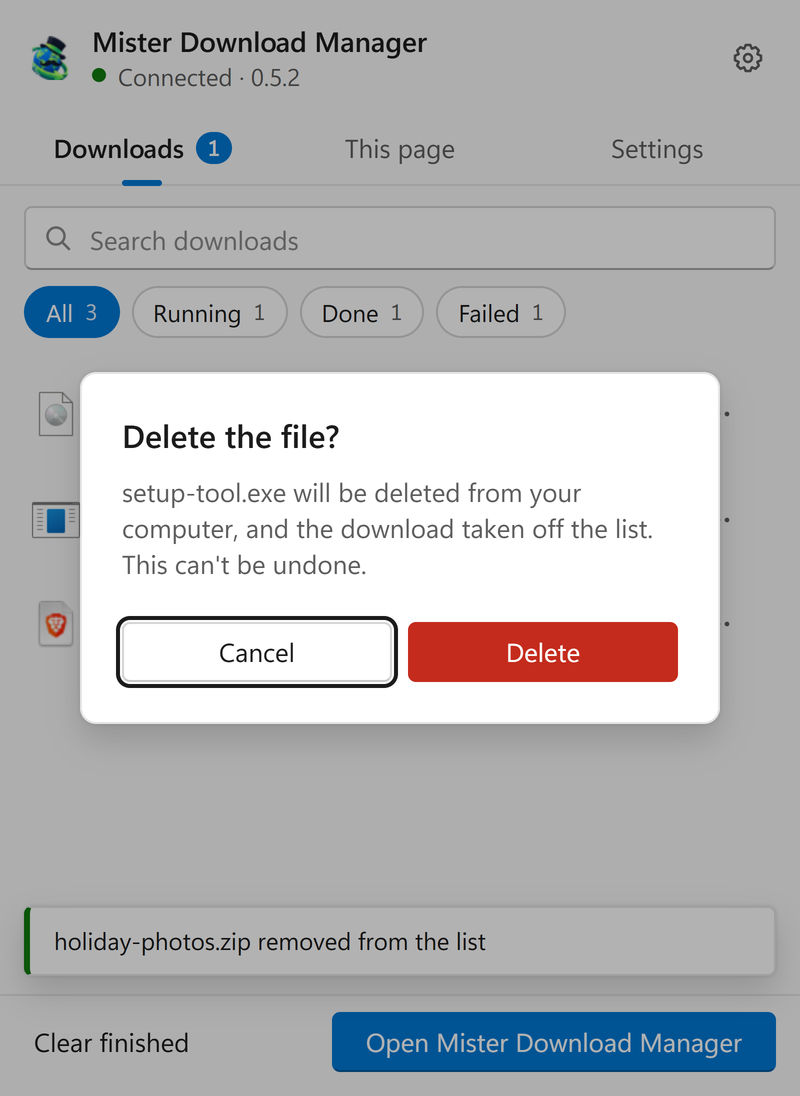 Mister Download Manager
Connected · 0.5.2
Downloads 1
This page
Settings
Search downloads
All 3
Running 1
Done 1
Failed 1
Delete the file?
setup-tool.exe will be deleted from your
computer, and the download taken off the list.
This can't be undone.
Cancel
Delete
holiday-photos.zip removed from the list
Clear finished
Open Mister Download Manager